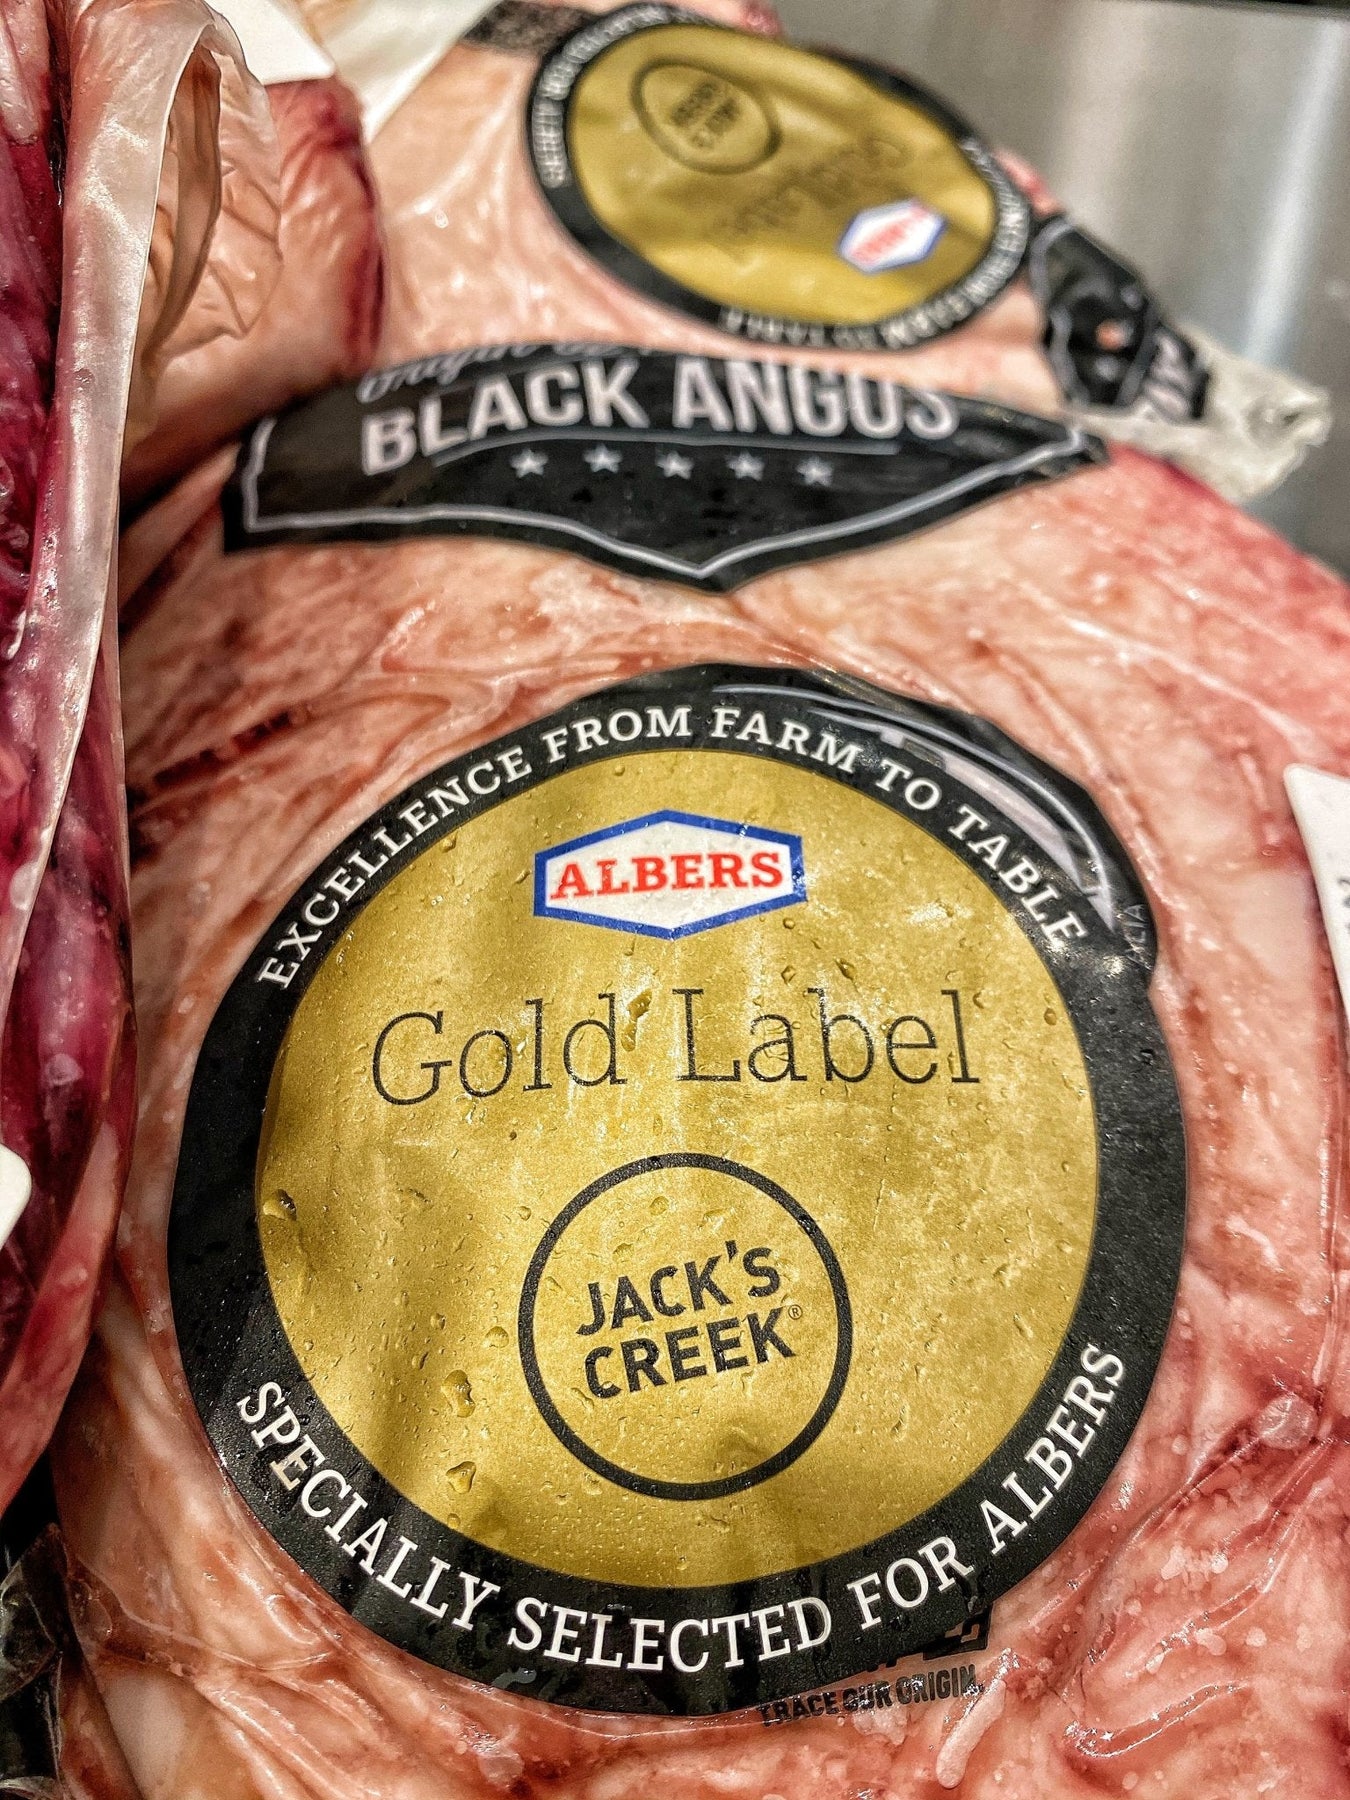 BLACK ANGUS
EXCELLENCE FROM FARM TO TABLE
ALBERS
Gold Label
JACK'S
CREEK®
SPECIALLY SELECTED FOR ALBERS
TRACE OUR ORIGIN